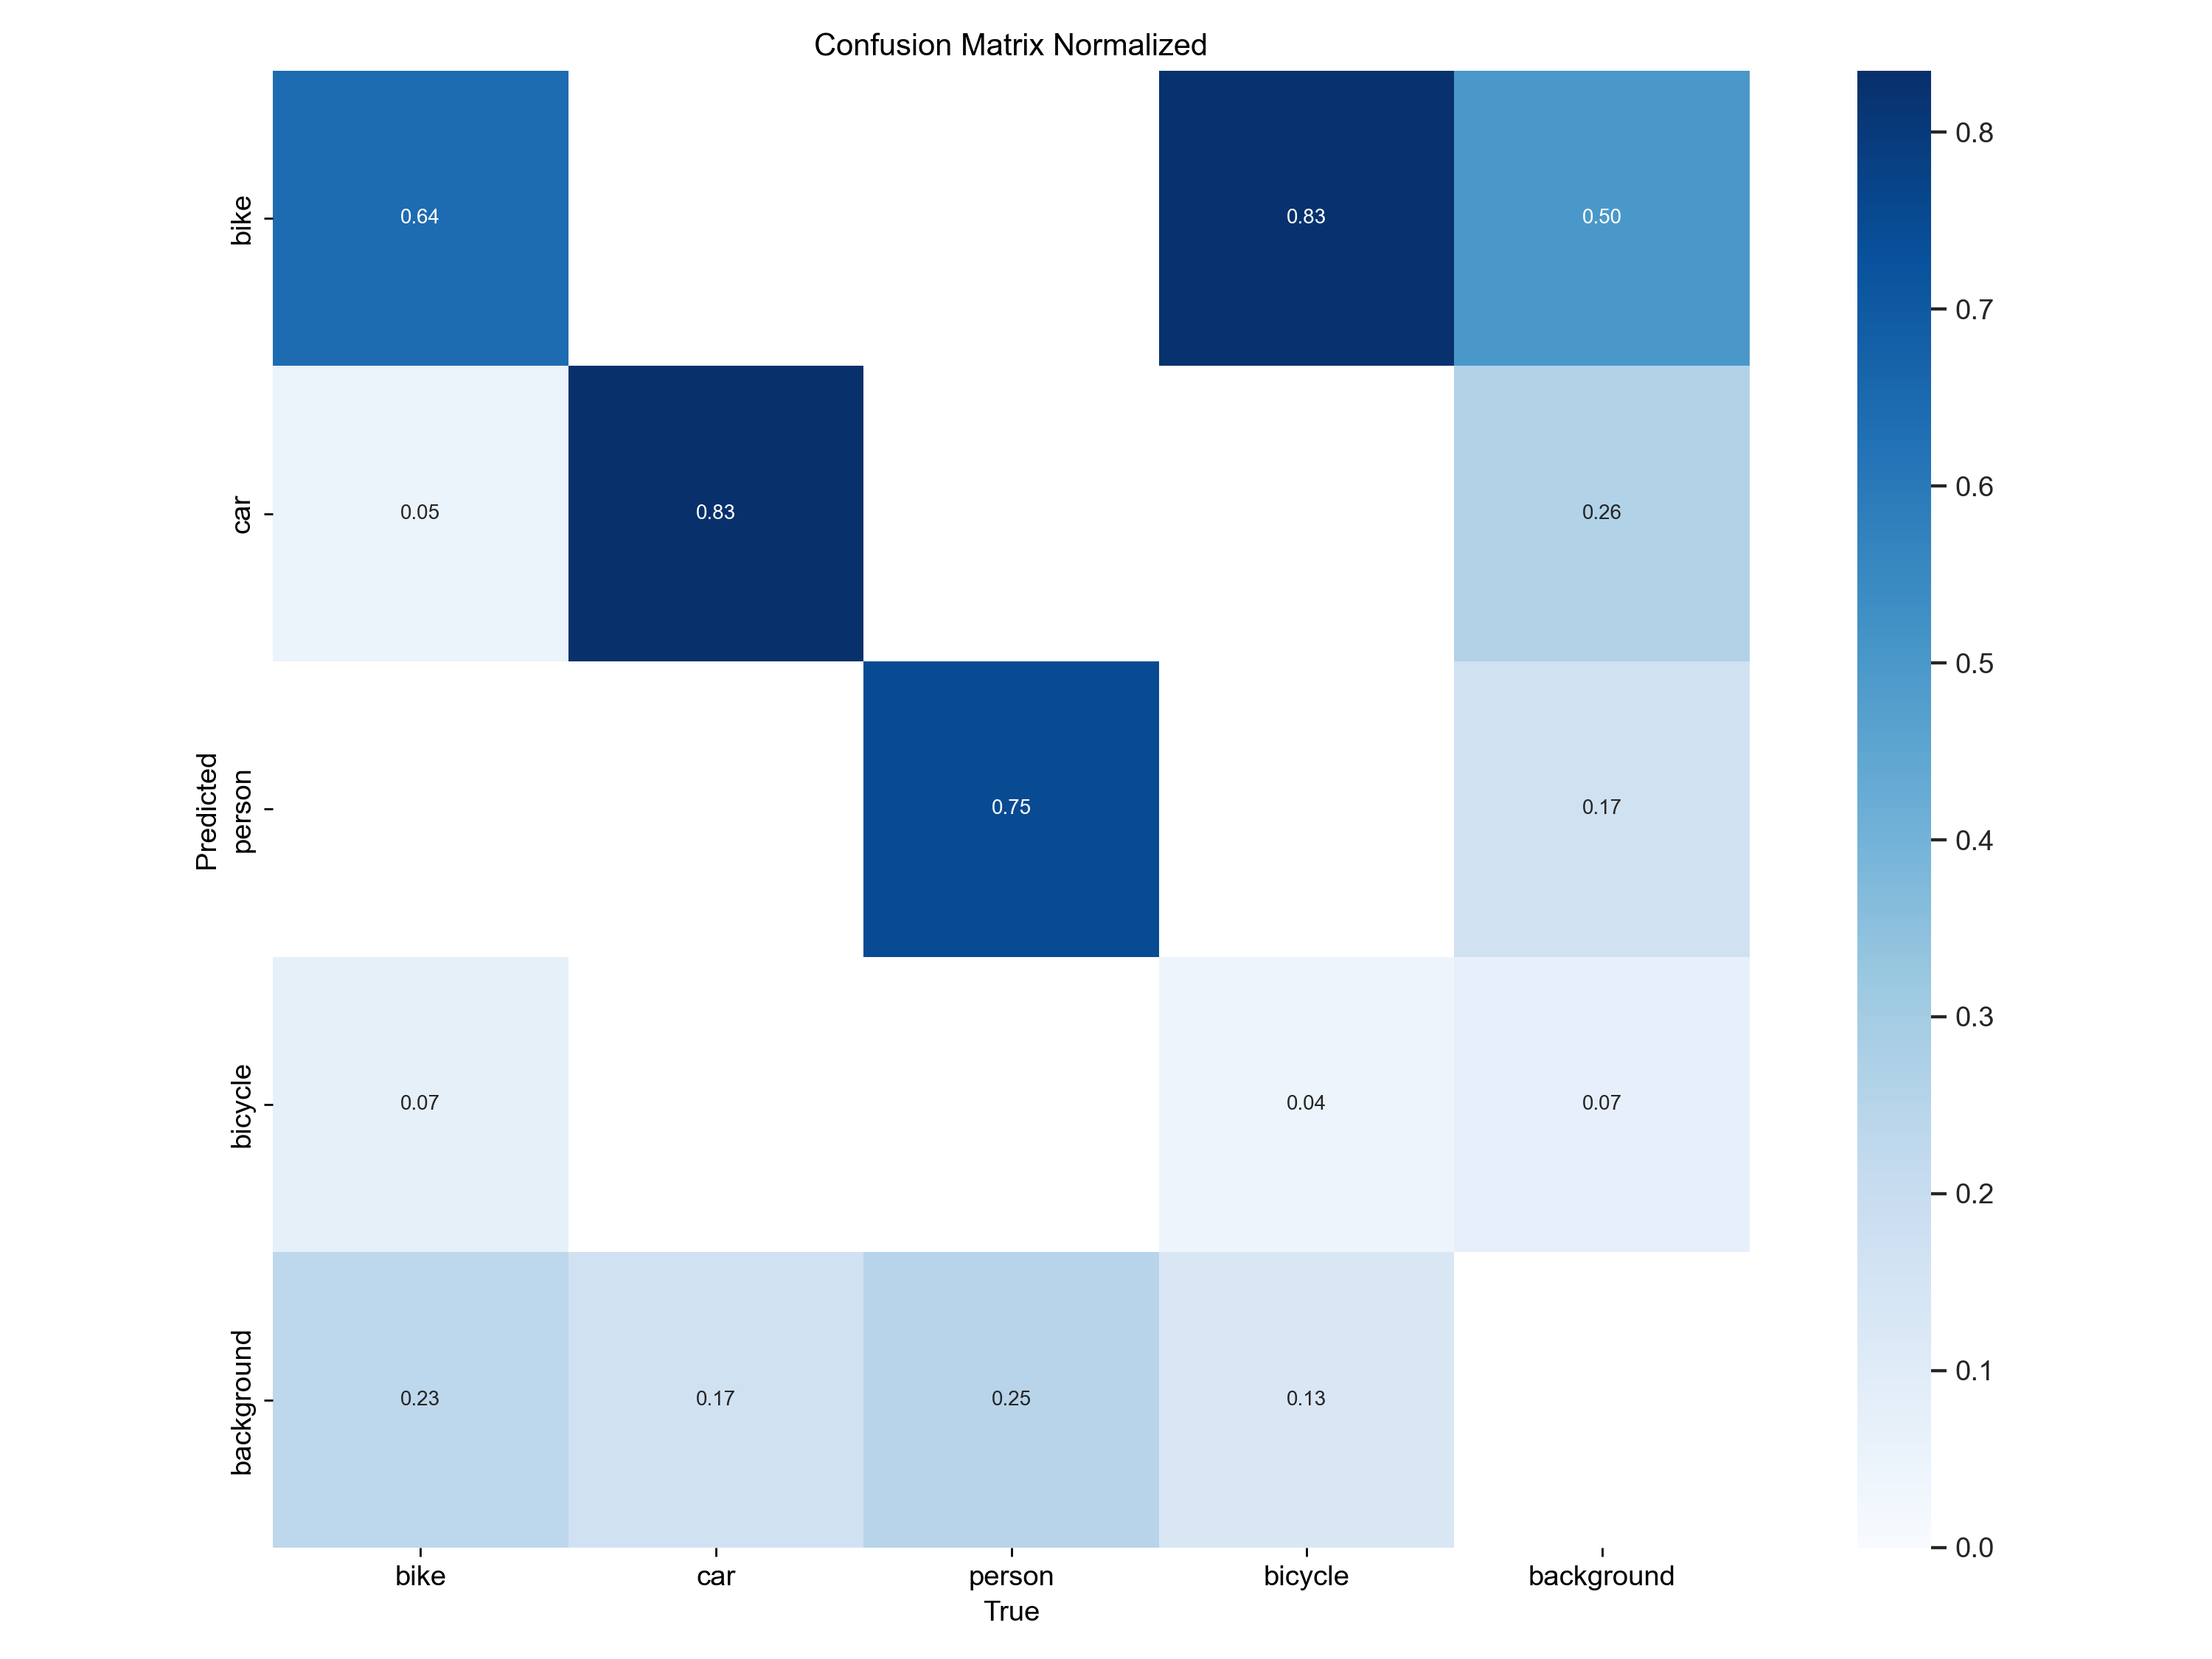 Confusion Matrix Normalized
bike
0.64
0.83
0.50
car
0.05
0.83
0.26
Predicted
person
0.75
0.17
bicycle
0.07
0.04
0.07
background
0.23
0.17
0.25
0.13
bike
car
person
bicycle
background
True
0.8
0.7
0.6
0.5
0.4
0.3
0.2
0.1
0.0